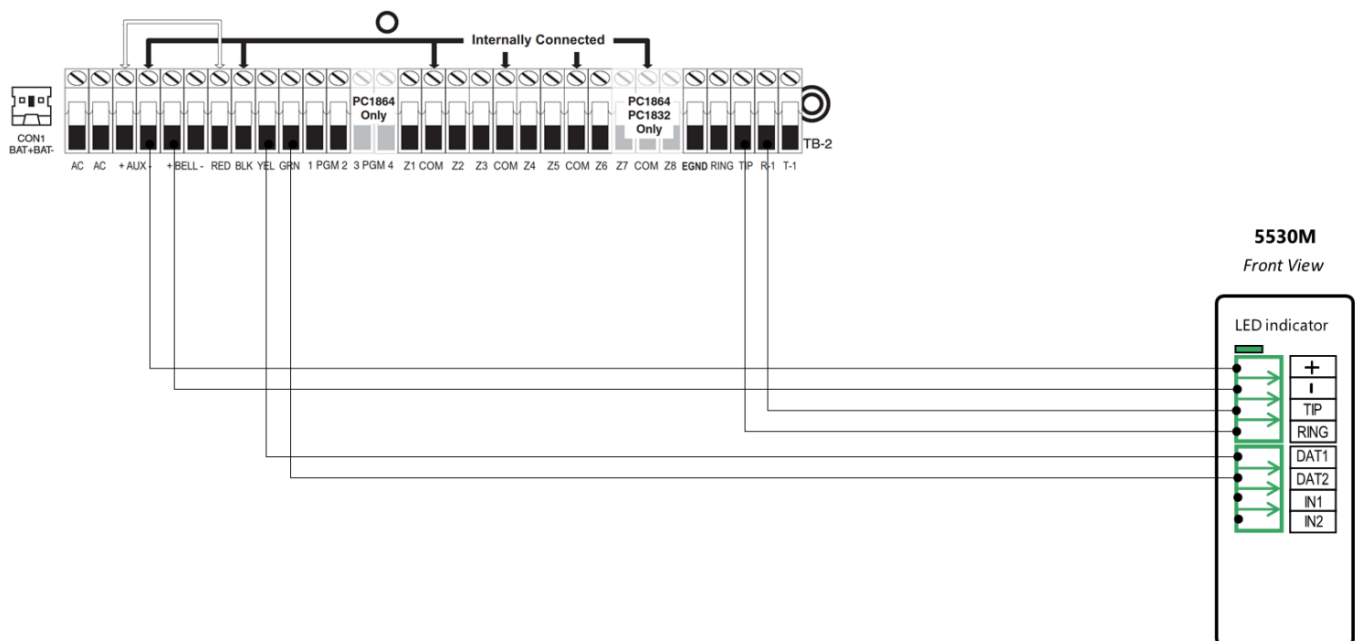 Internally Connected
PC1864
Only
PC1864
PC1832
Only
CON1
BAT+BAT-
TB-2
AC AC + AUX - + BELL - RED BLK YEL GRN 1 PGM 2 3 PGM 4 Z1 COM Z2 Z3 COM Z4 Z5 COM Z6 Z7 COM Z8 EGND RING TIP R-1 T-1
5530M
Front View
LED indicator
+
-
TIP
RING
DAT1
DAT2
IN1
IN2